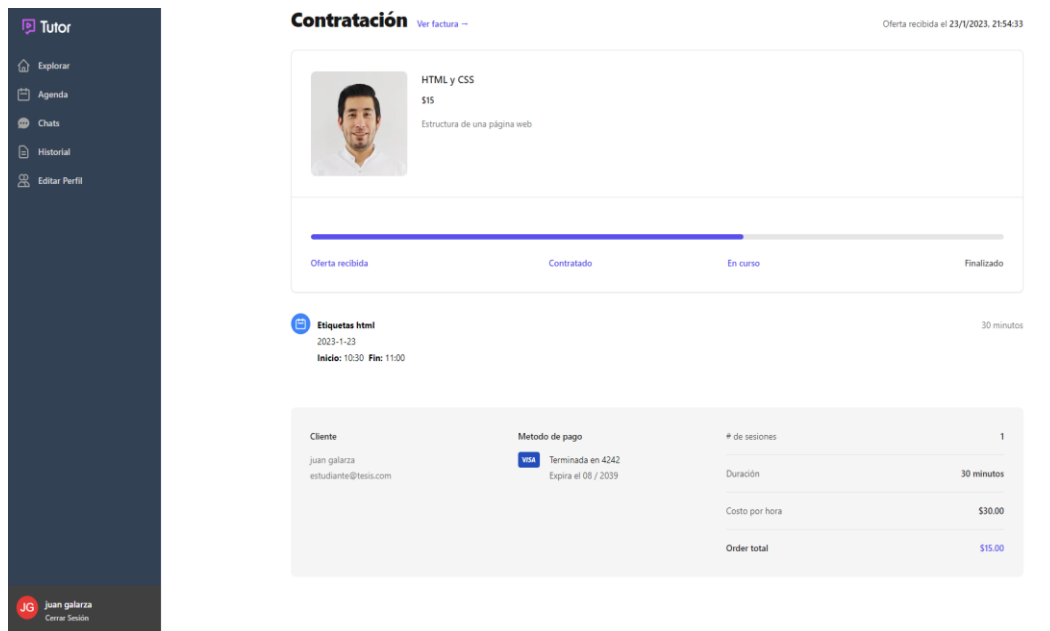 Tutor
Explorar
Agenda
Chats
Historial
Editar Perfil
juan galarza
JG
Cerrar Sesión
Contratación Ver factura →
Oferta recibida el 23/1/2023, 21:54:33
HTML y CSS
$15
Estructura de una página web
Oferta recibida
Contratado
En curso
Finalizado
Etiquetas html
30 minutos
2023-1-23
Inicio: 10:30 Fin: 11:00
Cliente
juan galarza
estudiante@tesis.com
Metodo de pago
VISA Terminada en 4242
Expira el 08 / 2039
# de sesiones 1
Duración 30 minutos
Costo por hora $30.00
Order total $15.00